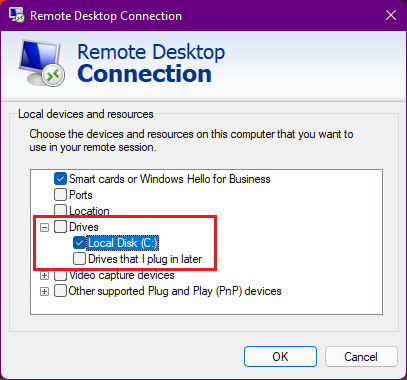 Remote Desktop Connection
Remote Desktop
Connection
Local devices and resources
Choose the devices and resources on this computer that you want to
use in your remote session.
Smart cards or Windows Hello for Business
Ports
Location
Drives
Local Disk (C:)
Drives that I plug in later
Video capture devices
Other supported Plug and Play (PnP) devices
OK
Cancel